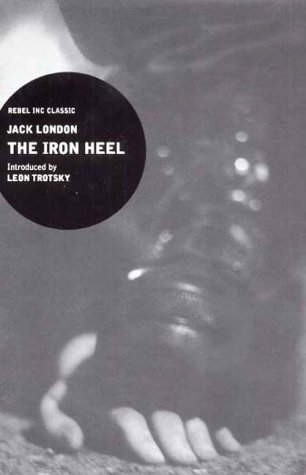 REBEL INC CLASSIC
JACK LONDON
THE IRON HEEL
Introduced by
LEON TROTSKY